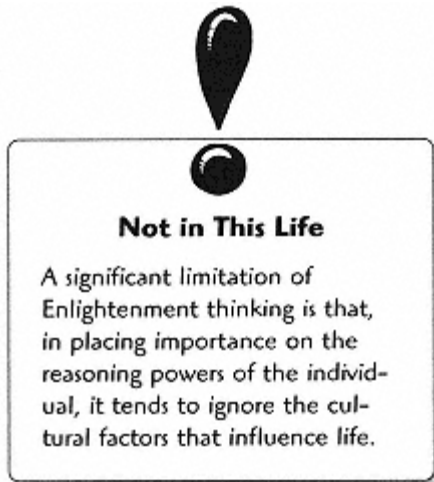 Not in This Life
A significant limitation of
Enlightenment thinking is that,
in placing importance on the
reasoning powers of the individ-
ual, it tends to ignore the cul-
tural factors that influence life.